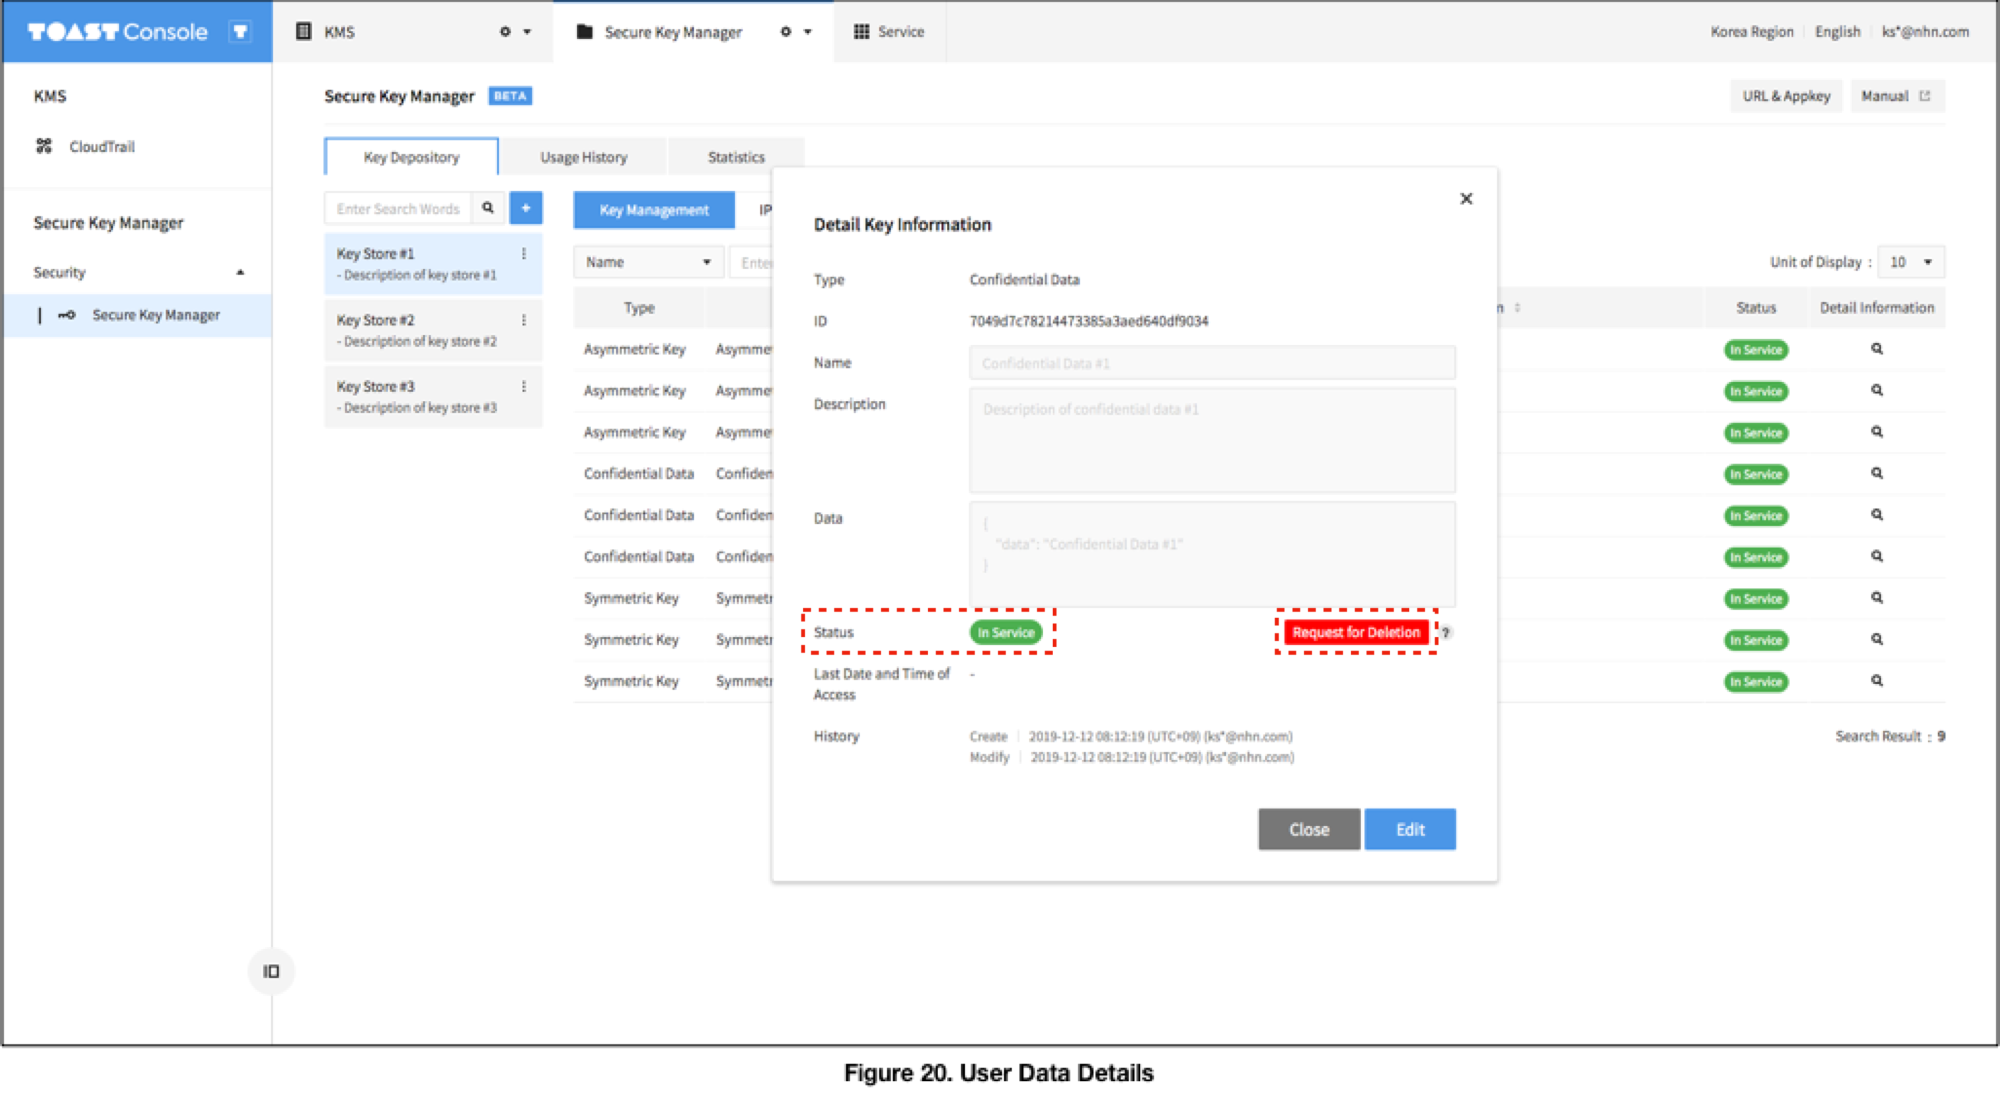 TOAST Console
KMS
Secure Key Manager
Service
Korea Region
English
ks*@nhn.com
KMS
CloudTrail
Secure Key Manager
Security
Secure Key Manager
Secure Key Manager BETA
URL & Appkey
Manual
Key Depository
Usage History
Statistics
Enter Search Words
+
Key Store #1
- Description of key store #1
Key Store #2
- Description of key store #2
Key Store #3
- Description of key store #3
Key Management
IP
Name
Enter
Unit of Display : 10
Type
n
Status
Detail Information
Asymmetric Key Asymme In Service
Asymmetric Key Asymme In Service
Asymmetric Key Asymme In Service
Confidential Data Confiden In Service
Confidential Data Confiden In Service
Confidential Data Confiden In Service
Symmetric Key Symmetr In Service
Symmetric Key Symmetr In Service
Symmetric Key Symmetr In Service
Search Result : 9
Detail Key Information
Type Confidential Data
ID 7049d7c78214473385a3aed640df9034
Name Confidential Data #1
Description Description of confidential data #1
Data {
"data": "Confidential Data #1"
}
Status In Service Request for Deletion ?
Last Date and Time of -
Access
History Create 2019-12-12 08:12:19 (UTC+09) (ks*@nhn.com)
Modify 2019-12-12 08:12:19 (UTC+09) (ks*@nhn.com)
Close
Edit
Figure 20. User Data Details